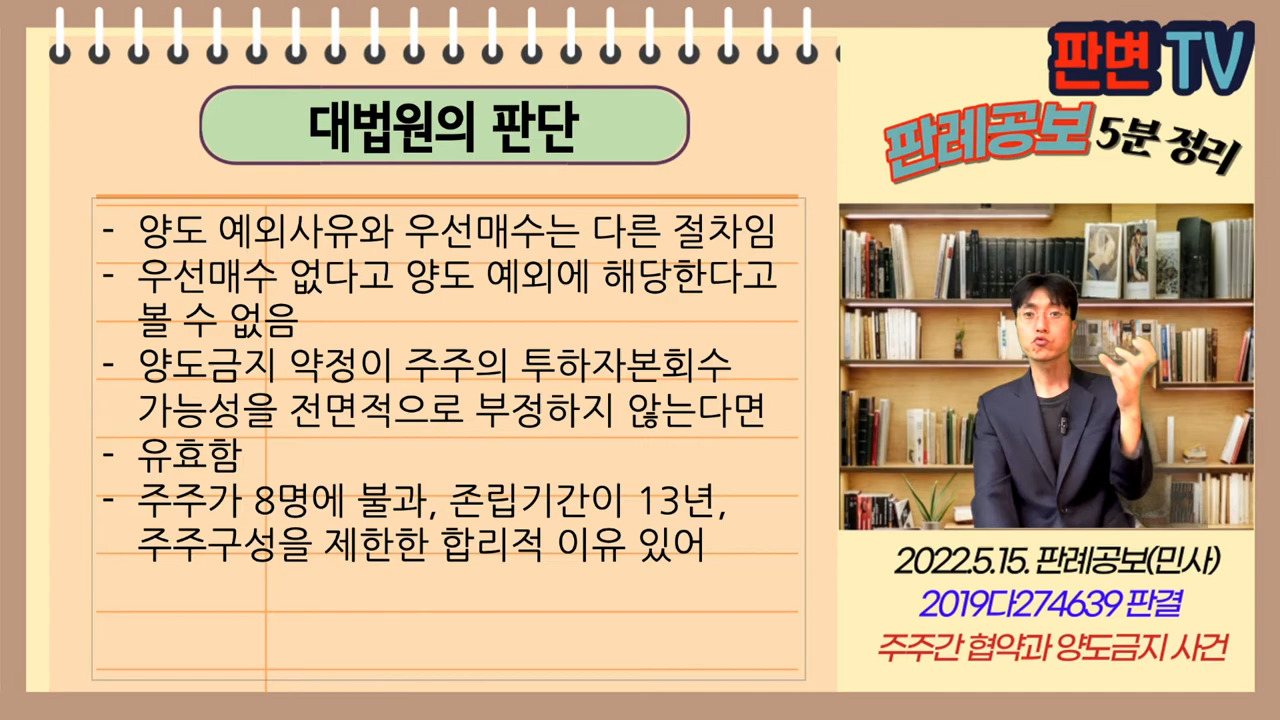 판변 TV
판례공보 5분 정리
대법원의 판단
- 양도 예외사유와 우선매수는 다른 절차임
- 우선매수 없다고 양도 예외에 해당한다고
볼 수 없음
- 양도금지 약정이 주주의 투하자본회수
가능성을 전면적으로 부정하지 않는다면
- 유효함
- 주주가 8명에 불과, 존립기간이 13년,
주주구성을 제한한 합리적 이유 있어
2022.5.15. 판례공보(민사)
2019다274639 판결
주주간 협약과 양도금지 사건